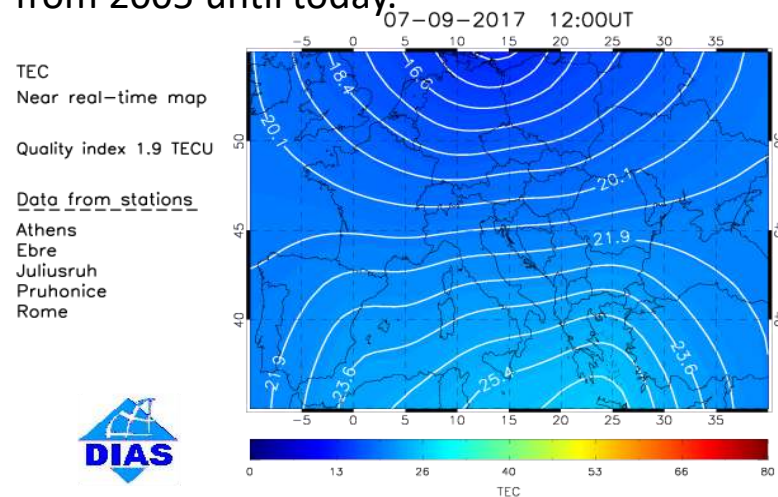 from 2005 until today.
07-09-2017 12:00UT
TEC
Near real-time map
Quality index 1.9 TECU
Data from stations
Athens
Ebre
Juliusruh
Pruhonice
Rome
DIAS
-5 0 5 10 15 20 25 30 35
50
45
40
18.4
16.6
20.1
20.1
21.9
21.9
23.6
25.4
23.6
-5 0 5 10 15 20 25 30 35
0 13 26 40 53 66 80
TEC